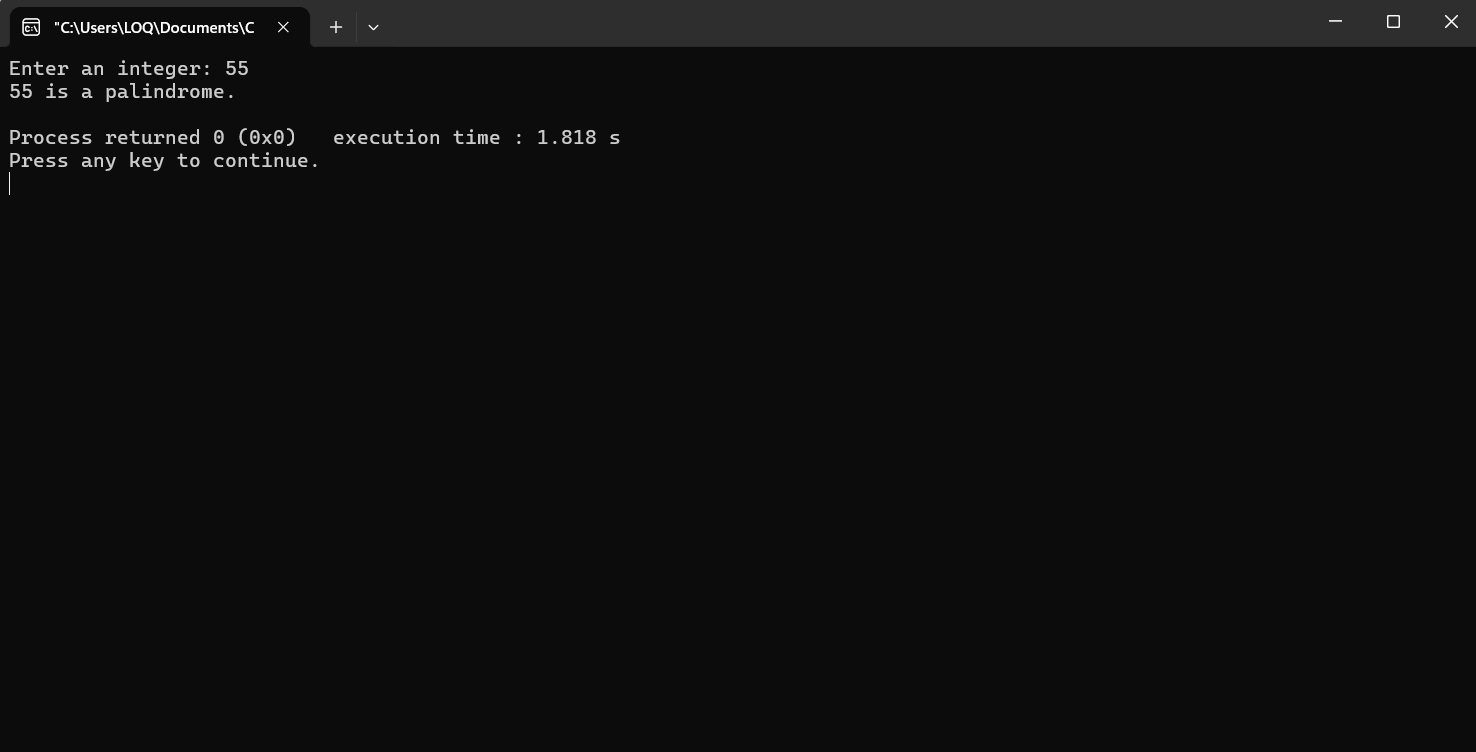 "C:\Users\LOQ\Documents\C
Enter an integer: 55
55 is a palindrome.
Process returned 0 (0x0)   execution time : 1.818 s
Press any key to continue.